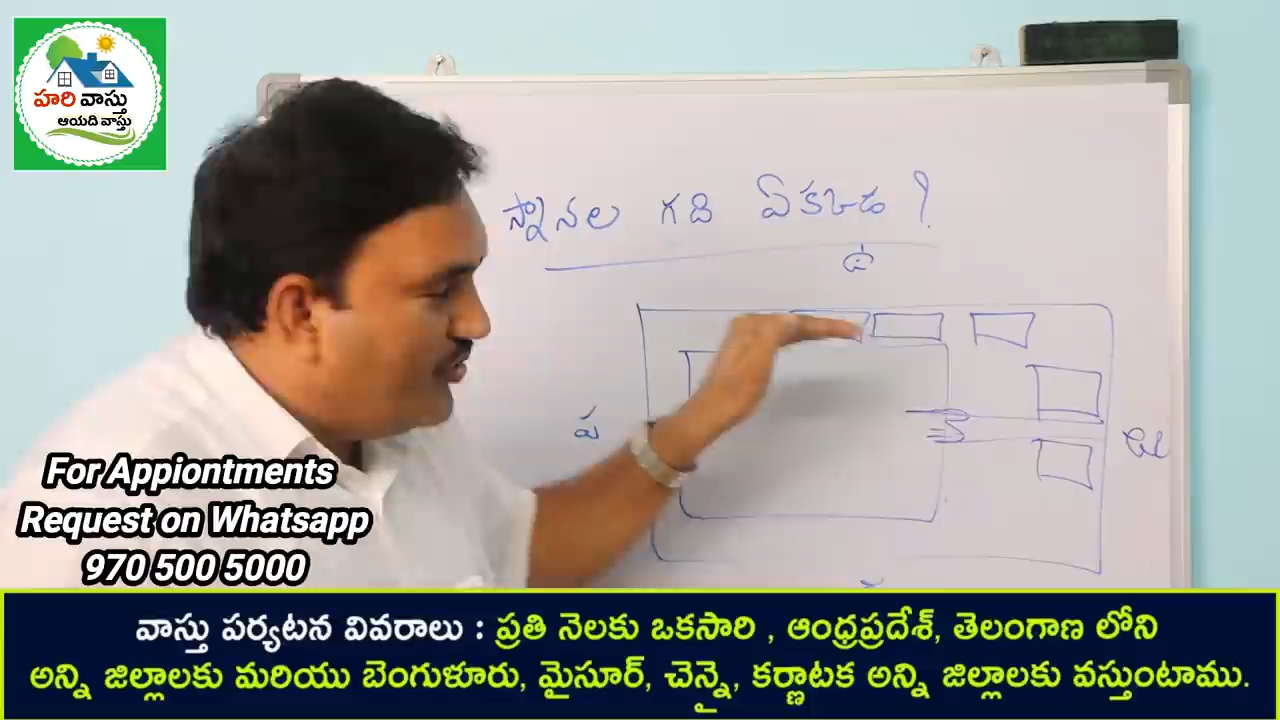 హరి వాస్తు
ఆయది వాస్తు
స్నానల గది ఏకబడ ?
ఉ
ప
తూ
For Appiontments
Request on Whatsapp
970 500 5000
వాస్తు పర్యటన వివరాలు : ప్రతి నెలకు ఒకసారి , ఆంధ్రప్రదేశ్, తెలంగాణ లోని
అన్ని జిల్లాలకు మరియు బెంగుళూరు, మైసూర్, చెన్నై, కర్ణాటక అన్ని జిల్లాలకు వస్తుంటాము.